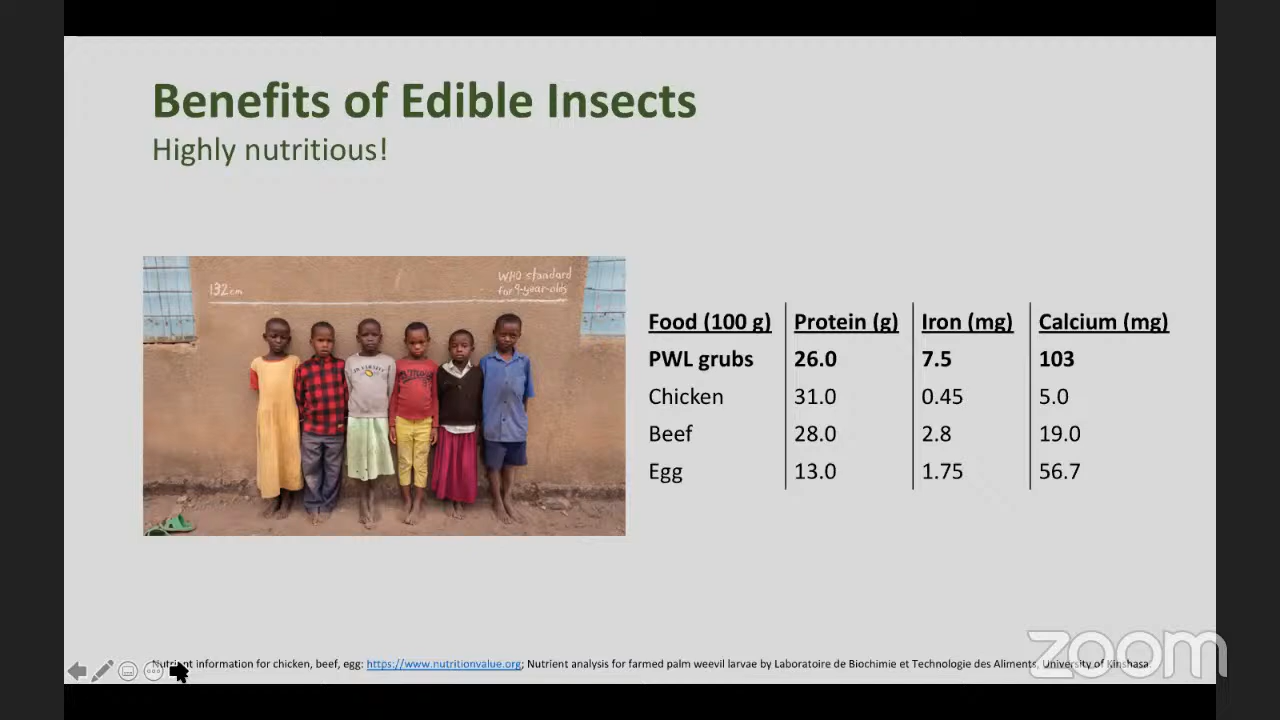 Benefits of Edible Insects
Highly nutritious!
132cm
WHO standard
for 9-year-olds
Food (100 g) Protein (g) Iron (mg) Calcium (mg)
PWL grubs 26.0 7.5 103
Chicken 31.0 0.45 5.0
Beef 28.0 2.8 19.0
Egg 13.0 1.75 56.7
Nutrient information for chicken, beef, egg: https://www.nutritionvalue.org; Nutrient analysis for farmed palm weevil larvae by Laboratoire de Biochimie et Technologie des Aliments, University of Kinshasa.
zoom